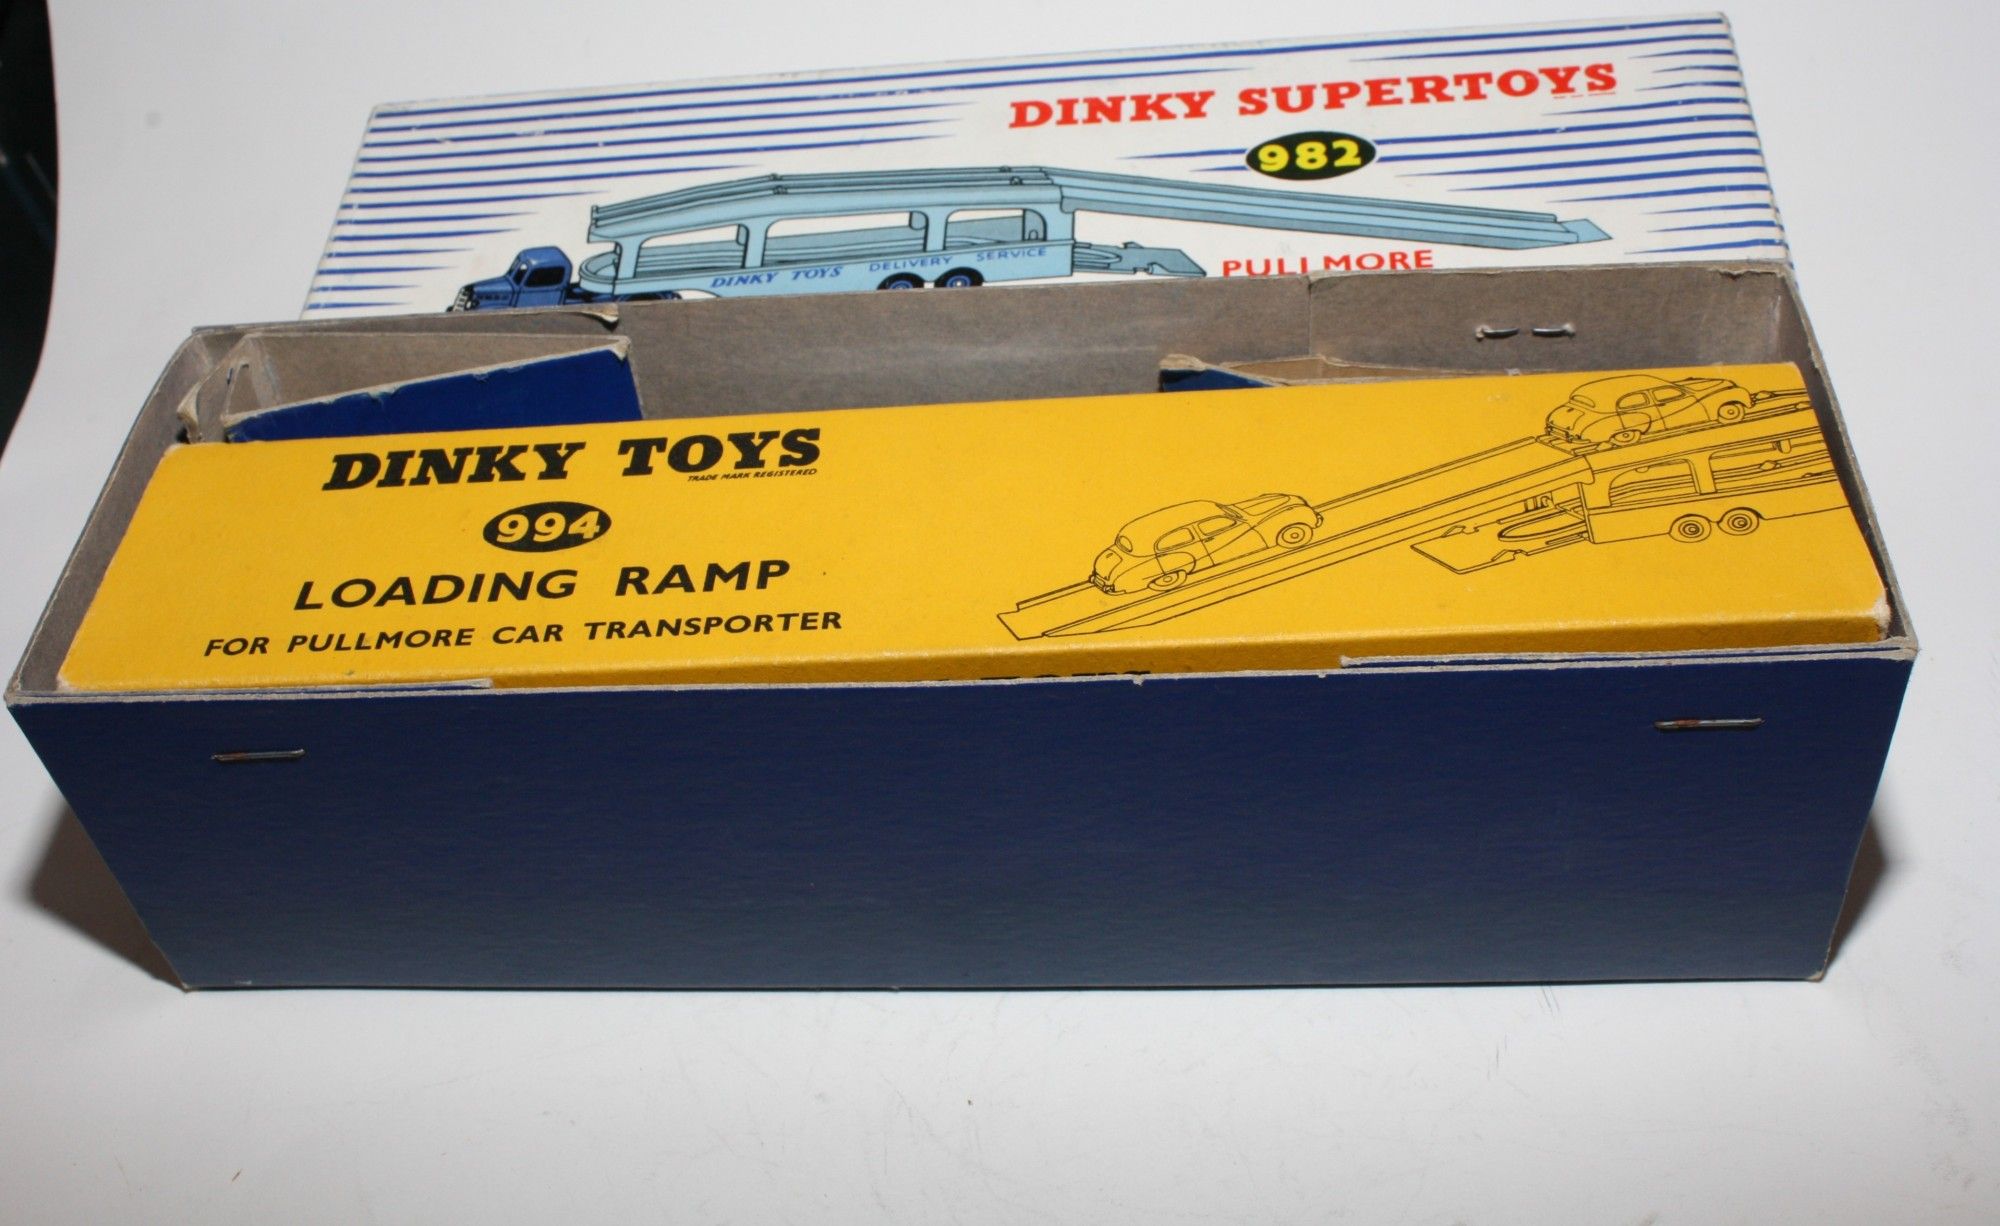 DINKY SUPERTOYS
982
DINKY TOYS DELIVERY SERVICE
PULLMORE
DINKY TOYS
TRADE MARK REGISTERED
994
LOADING RAMP
FOR PULLMORE CAR TRANSPORTER